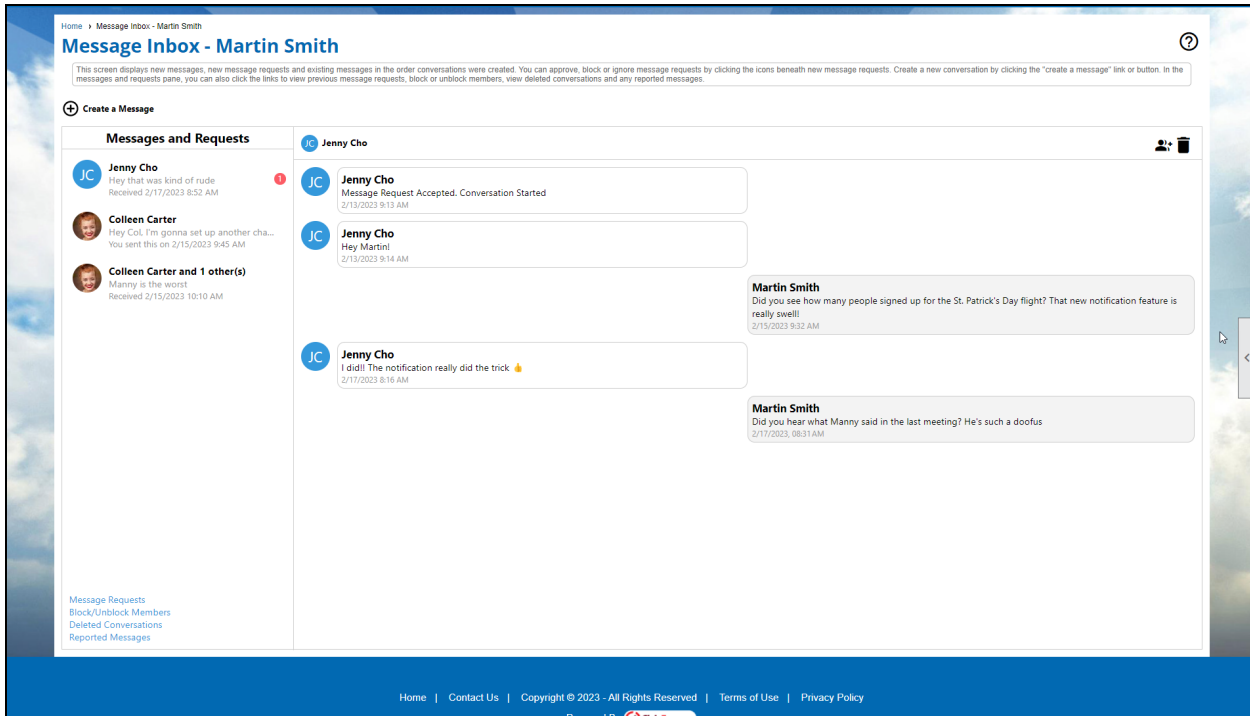 Home › Message Inbox - Martin Smith
Message Inbox - Martin Smith
This screen displays new messages, new message requests and existing messages in the order conversations were created. You can approve, block or ignore message requests by clicking the icons beneath new message requests. Create a new conversation by clicking the "create a message" link or button. In the
messages and requests pane, you can also click the links to view previous message requests, block or unblock members, view deleted conversations and any reported messages.
Create a Message
Messages and Requests
JC
Jenny Cho
Hey that was kind of rude
Received 2/17/2023 8:52 AM
1
Colleen Carter
Hey Col, I'm gonna set up another cha...
You sent this on 2/15/2023 9:45 AM
Colleen Carter and 1 other(s)
Manny is the worst
Received 2/15/2023 10:10 AM
Message Requests
Block/Unblock Members
Deleted Conversations
Reported Messages
JC Jenny Cho
JC
Jenny Cho
Message Request Accepted. Conversation Started
2/13/2023 9:13 AM
JC
Jenny Cho
Hey Martin!
2/13/2023 9:14 AM
Martin Smith
Did you see how many people signed up for the St. Patrick's Day flight? That new notification feature is
really swell!
2/15/2023 9:32 AM
JC
Jenny Cho
I did!! The notification really did the trick 👍
2/17/2023 8:16 AM
Martin Smith
Did you hear what Manny said in the last meeting? He's such a doofus
2/17/2023, 08:31 AM
Home | Contact Us | Copyright © 2023 - All Rights Reserved | Terms of Use | Privacy Policy